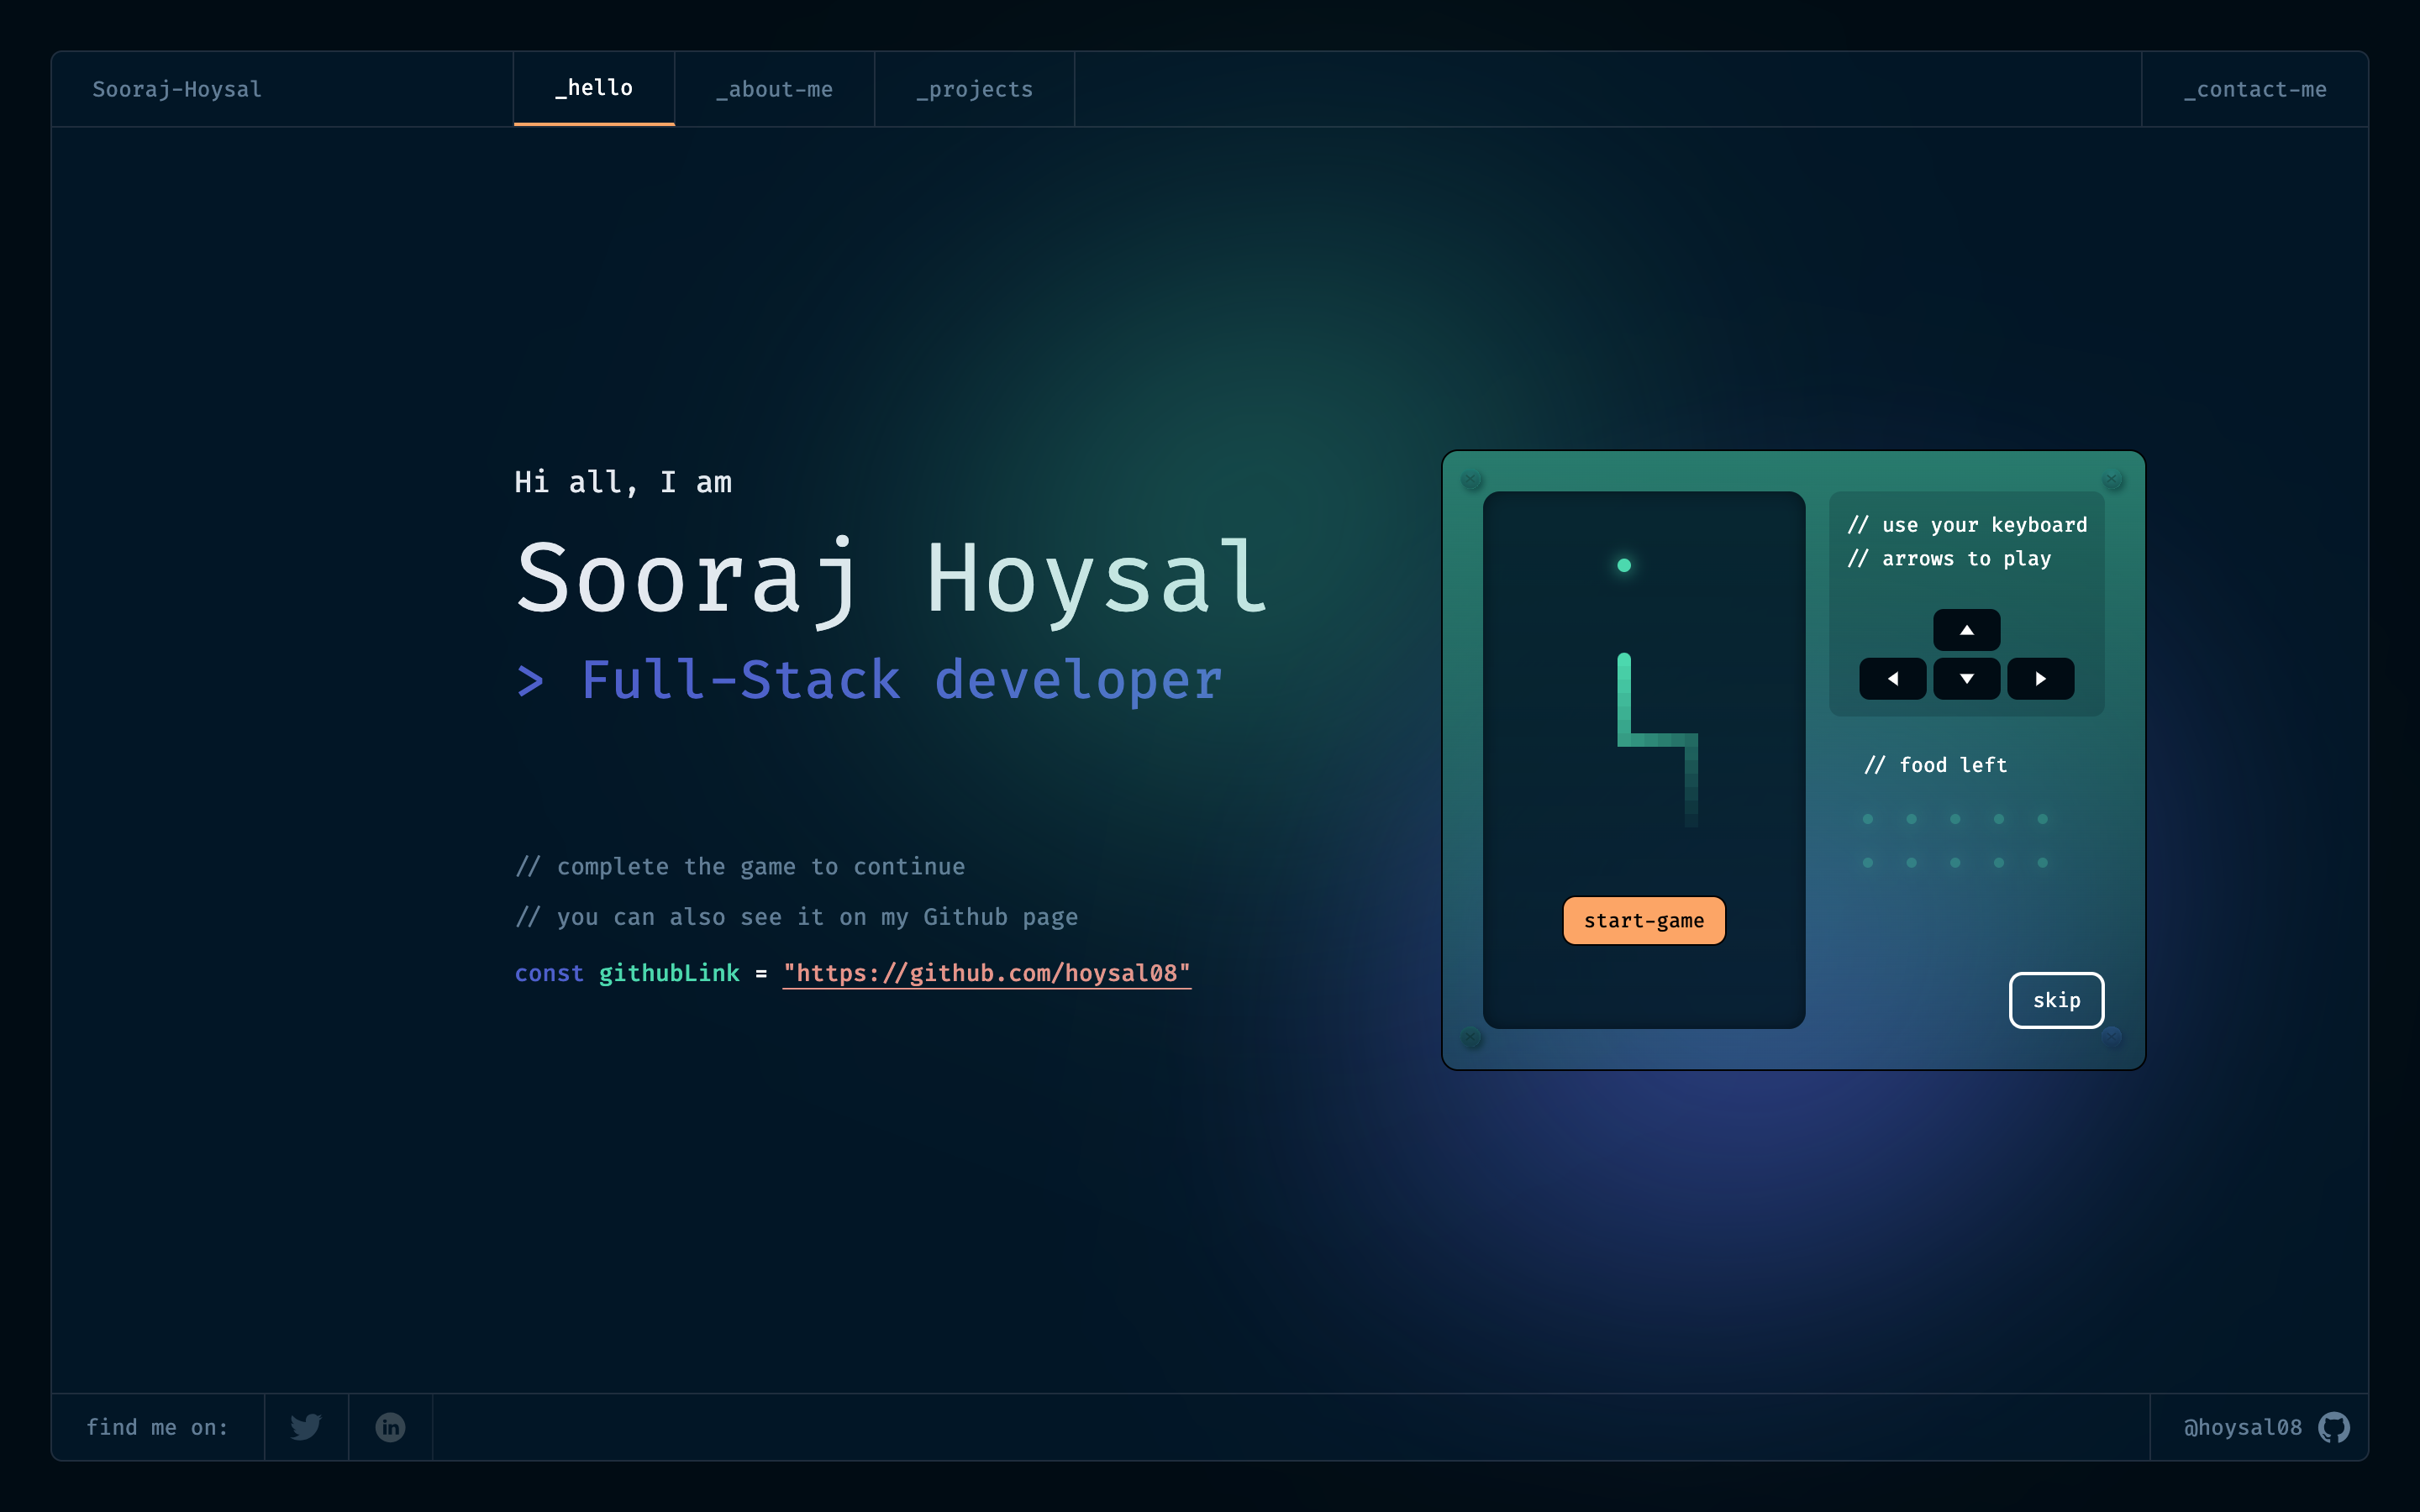 Sooraj-Hoysal
_hello
_about-me
_projects
_contact-me
Hi all, I am
Sooraj Hoysal
> Full-Stack developer
// complete the game to continue
// you can also see it on my Github page
const githubLink = "https://github.com/hoysal08"
// use your keyboard
// arrows to play
// food left
start-game
skip
find me on:
in
@hoysal08